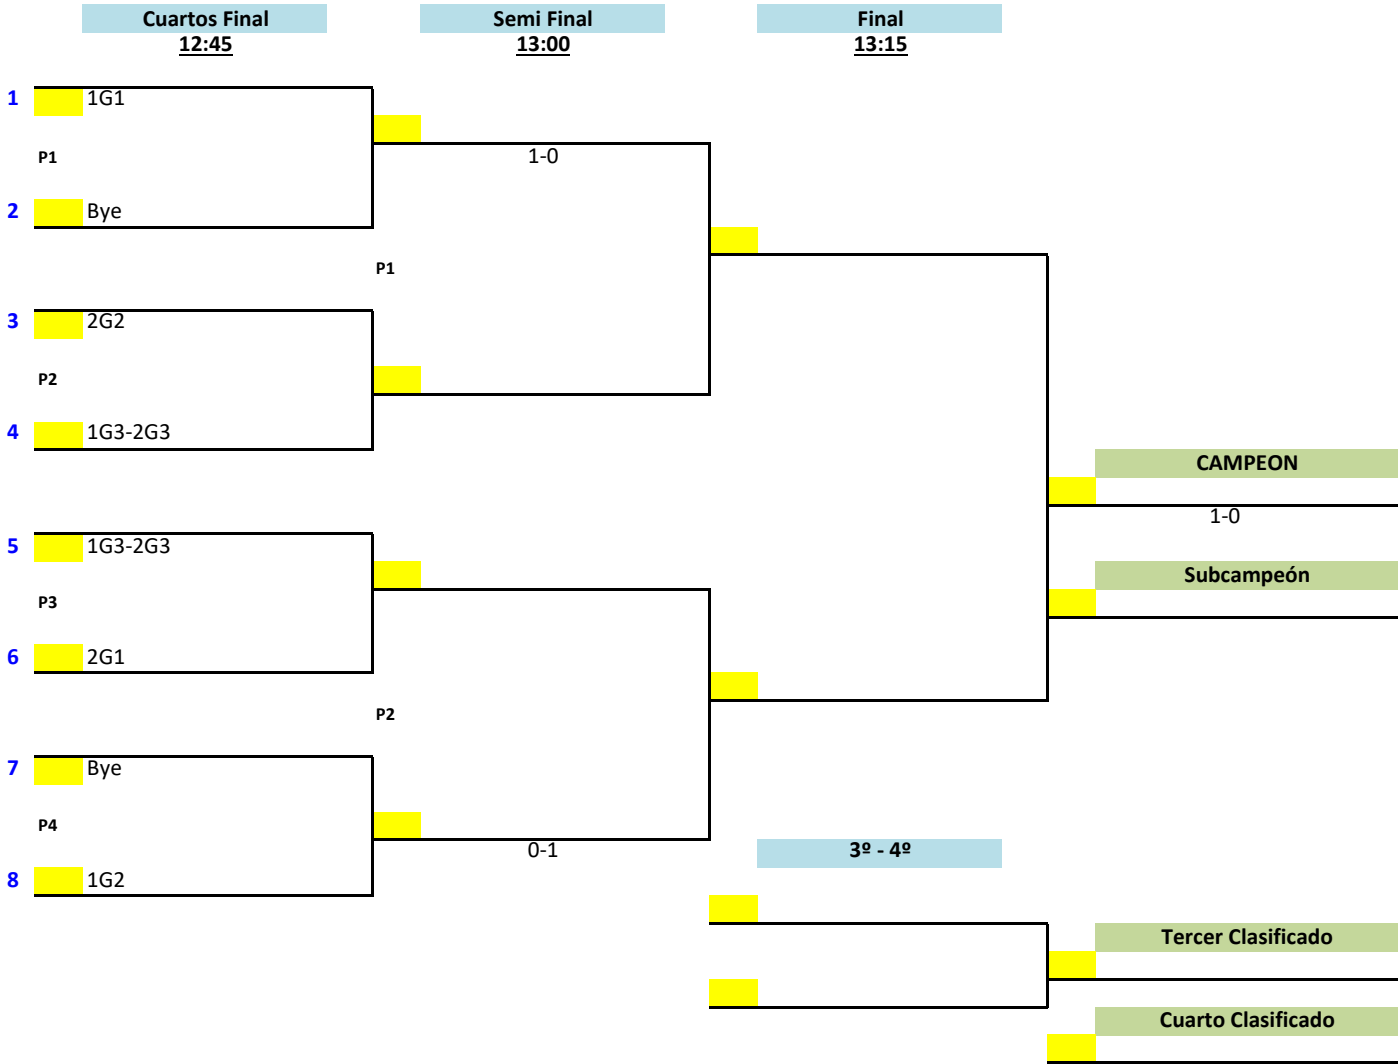 Cuartos Final
Semi Final
Final
12:45
13:00
13:15
1
1G1
P1
1-0
2
Bye
P1
3
2G2
P2
4
1G3-2G3
CAMPEON
1-0
5
1G3-2G3
Subcampeón
P3
6
2G1
P2
7
Bye
P4
0-1
3º - 4º
8
1G2
Tercer Clasificado
Cuarto Clasificado